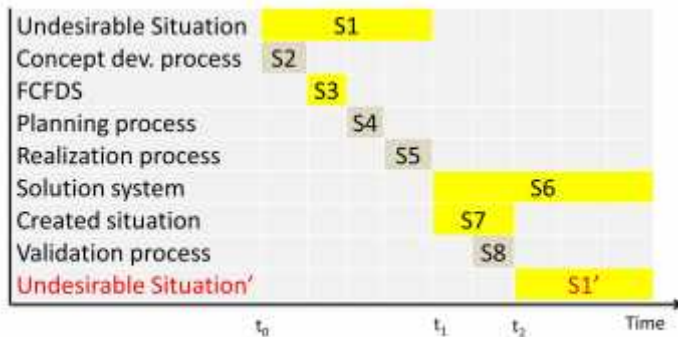 Undesirable Situation S1
Concept dev. process S2
FCFDS S3
Planning process S4
Realization process S5
Solution system S6
Created situation S7
Validation process S8
Undesirable Situation′ S1′
t₀ t₁ t₂ Time